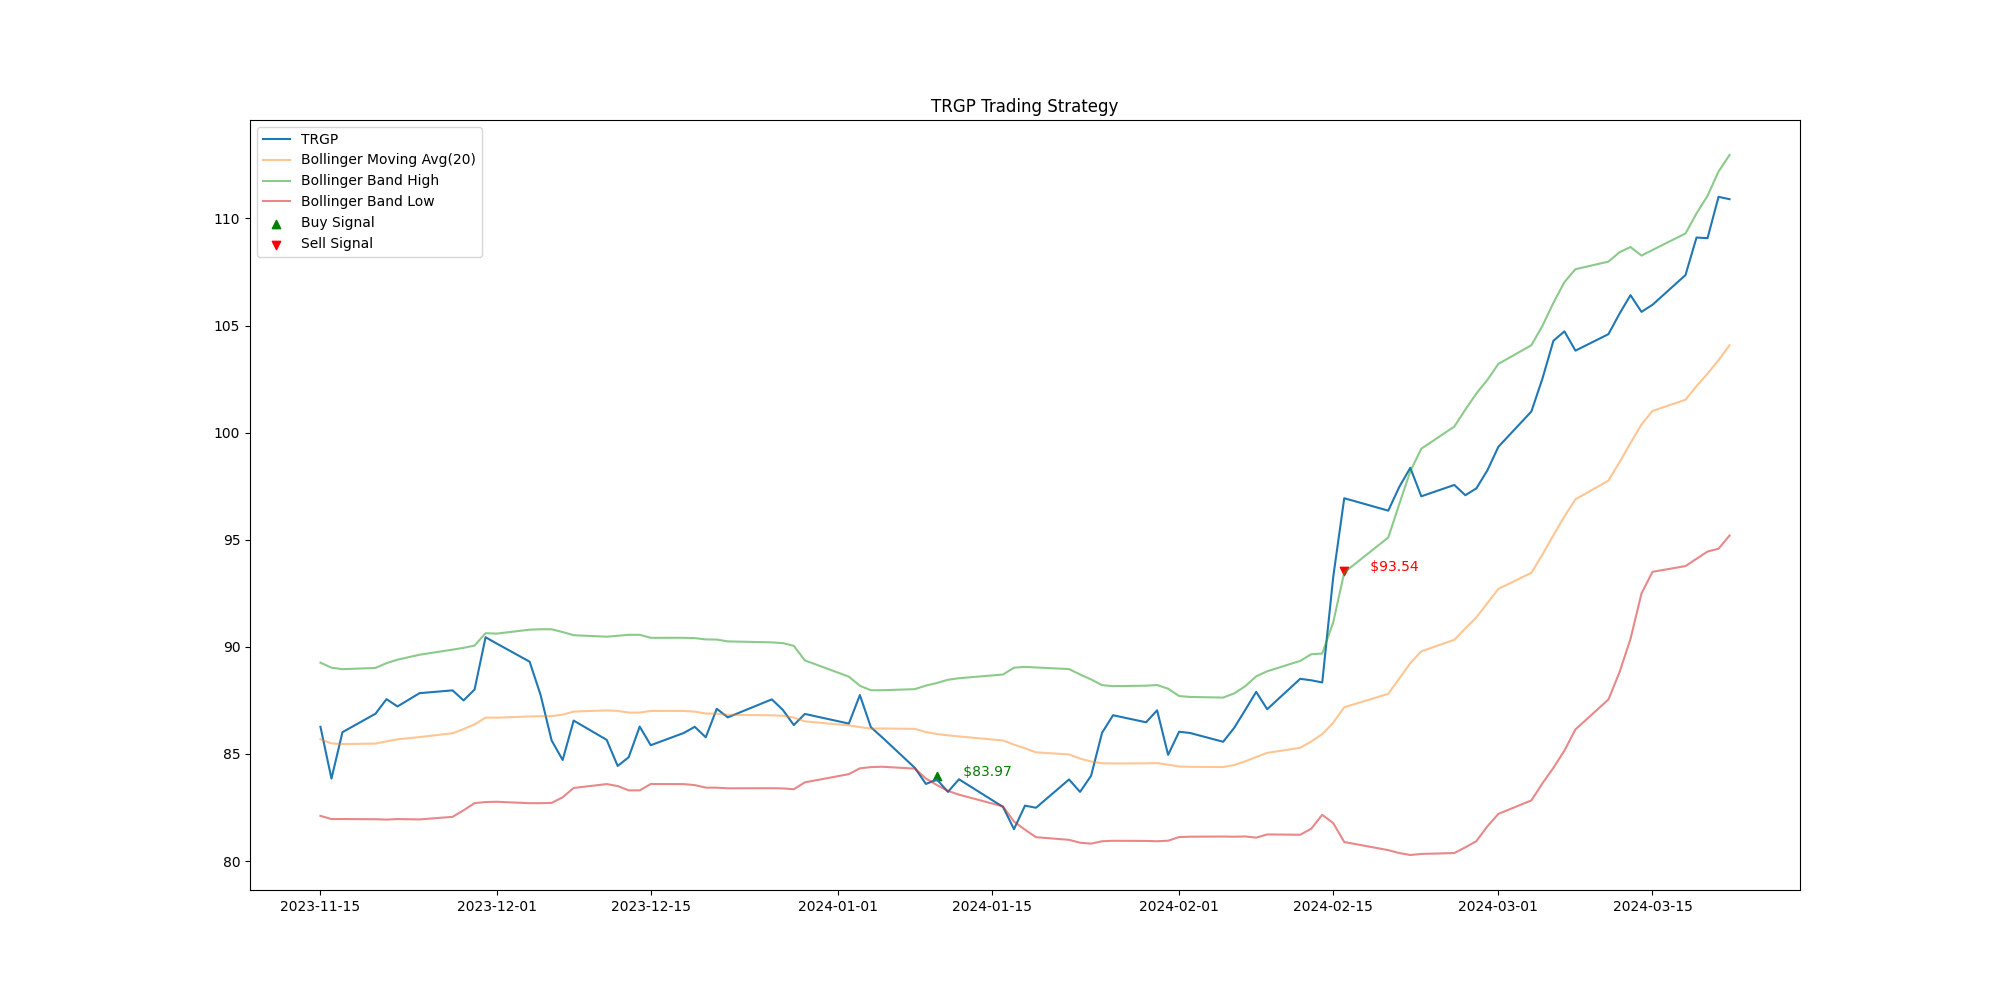 TRGP Trading Strategy
TRGP
Bollinger Moving Avg(20)
Bollinger Band High
Bollinger Band Low
Buy Signal
Sell Signal
110
105
100
95
90
85
80
$93.54
$83.97
2023-11-15 2023-12-01 2023-12-15 2024-01-01 2024-01-15 2024-02-01 2024-02-15 2024-03-01 2024-03-15